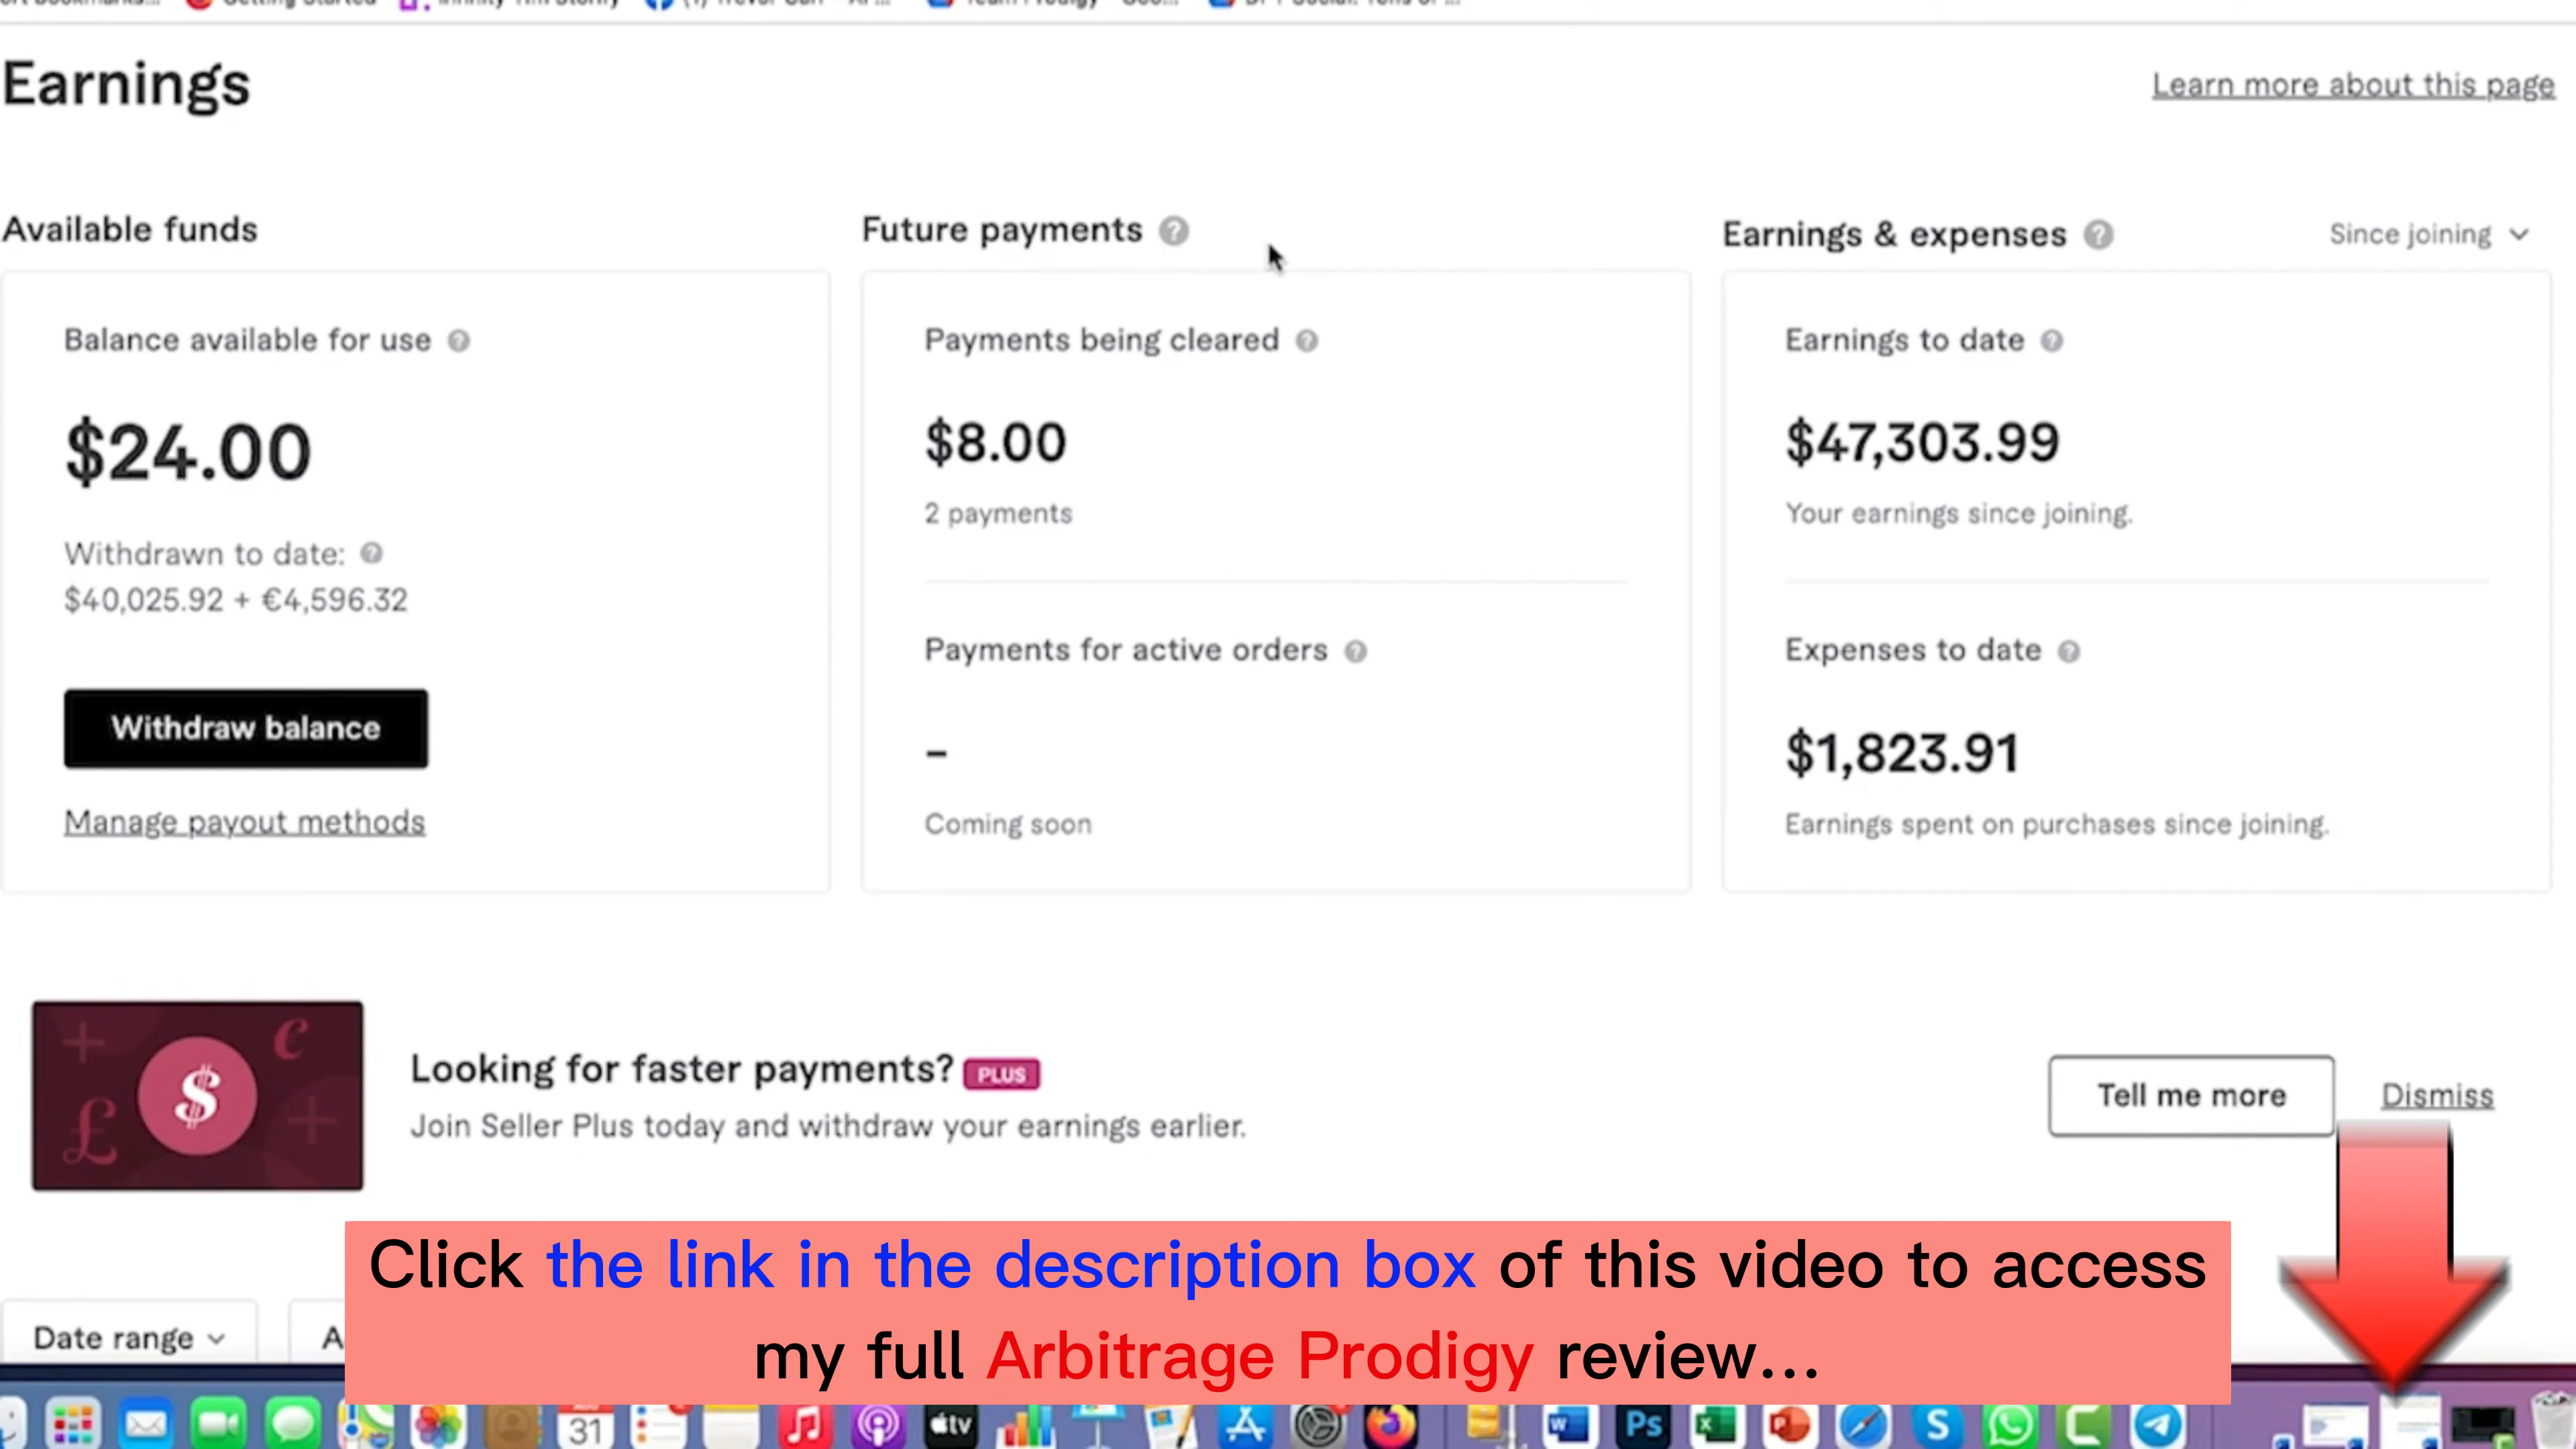 Getting Started
Earnings
Learn more about this page
Available funds
Future payments
Earnings & expenses
Since joining
Balance available for use
$24.00
Withdrawn to date:
$40,025.92 + €4,596.32
Withdraw balance
Manage payout methods
Payments being cleared
$8.00
2 payments
Payments for active orders
-
Coming soon
Earnings to date
$47,303.99
Your earnings since joining.
Expenses to date
$1,823.91
Earnings spent on purchases since joining.
Looking for faster payments? PLUS
Join Seller Plus today and withdraw your earnings earlier.
Tell me more
Dismiss
Date range
Click the link in the description box of this video to access
my full Arbitrage Prodigy review...
31
tv
W
Ps
X
P
S
C